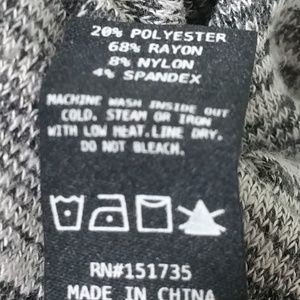 20% POLYESTER
68% RAYON
8% NYLON
4% SPANDEX
MACHINE WASH INSIDE OUT
COLD. STEAM OR IRON
WITH LOW HEAT.LINE DRY.
DO NOT BLEACH.
RN#151735
MADE IN CHINA